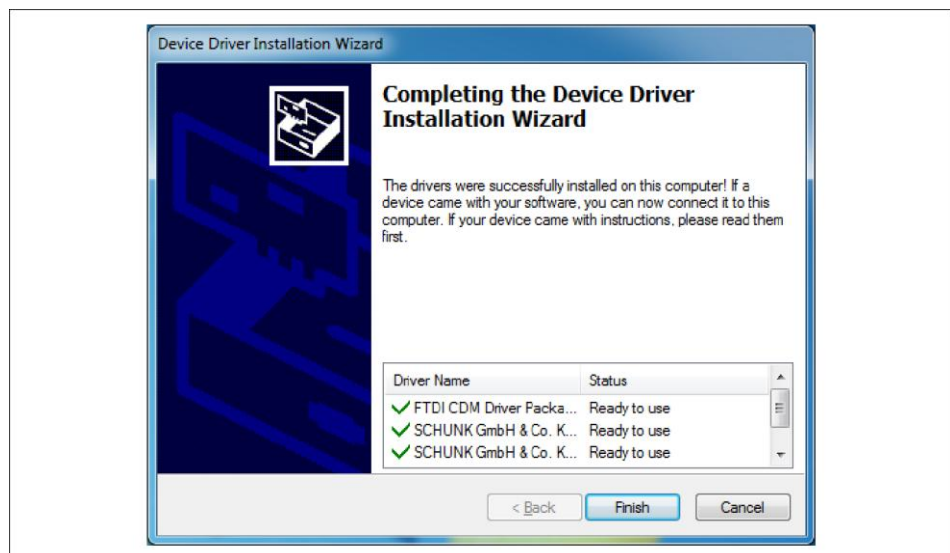 Device Driver Installation Wizard
Completing the Device Driver
Installation Wizard
The drivers were successfully installed on this computer! If a
device came with your software, you can now connect it to this
computer. If your device came with instructions, please read them
first.
Driver Name Status
FTDI CDM Driver Packa... Ready to use
SCHUNK GmbH & Co. K... Ready to use
SCHUNK GmbH & Co. K... Ready to use
< Back Finish Cancel